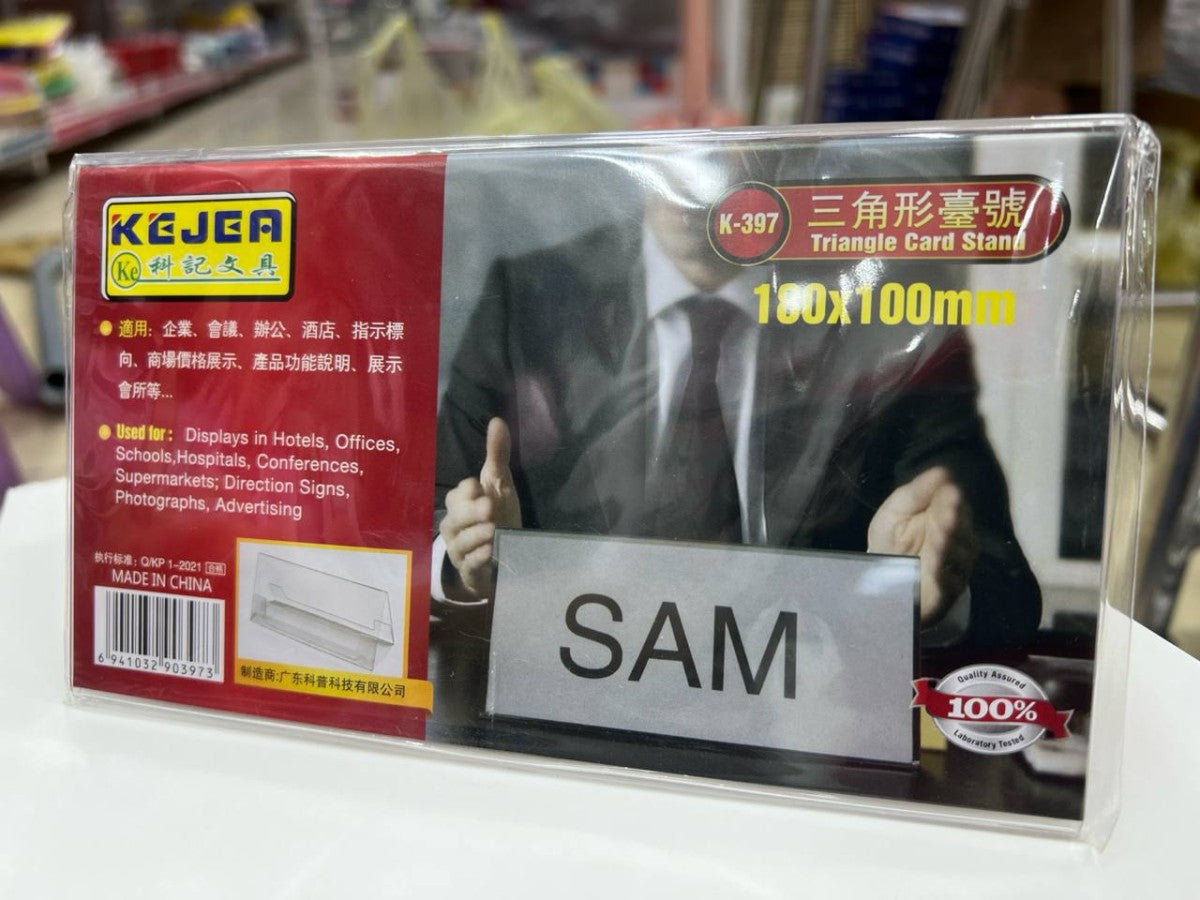 KEJEA
Ke 科記文具
適用: 企業、會議、辦公、酒店、指示標
向、商場價格展示、產品功能說明、展示
會所等...
Used for: Displays in Hotels, Offices,
Schools,Hospitals, Conferences,
Supermarkets; Direction Signs,
Photographs, Advertising
执行标准: Q/KP 1-2021 合格
MADE IN CHINA
6 941032 903973
制造商:广东科普科技有限公司
K-397
三角形臺號
Triangle Card Stand
180x100mm
SAM
Quality Assured
100%
Laboratory Tested